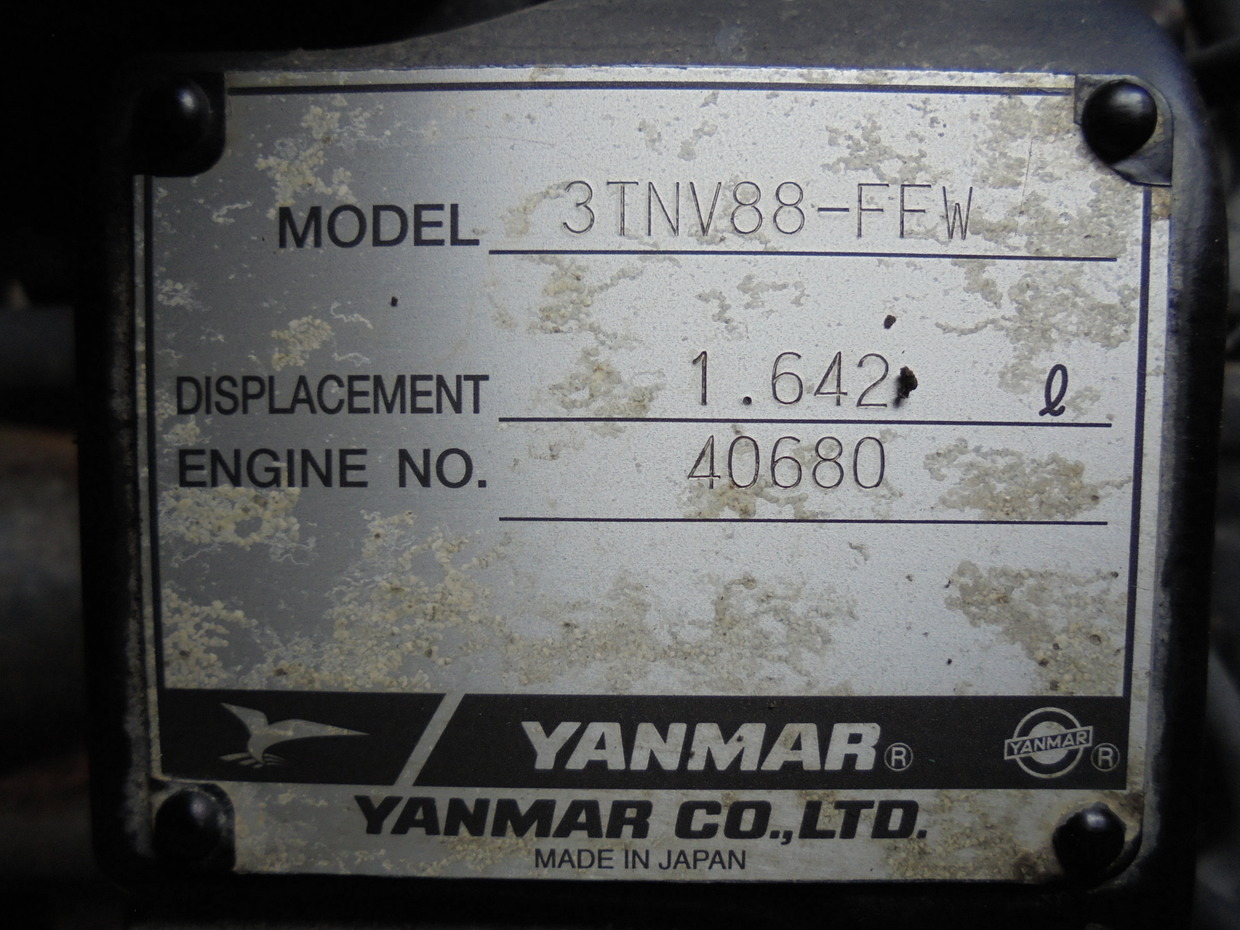 MODEL 3TNV88-FEW
DISPLACEMENT 1.642 ℓ
ENGINE NO. 40680
YANMAR® YANMAR ®
YANMAR CO.,LTD.
MADE IN JAPAN